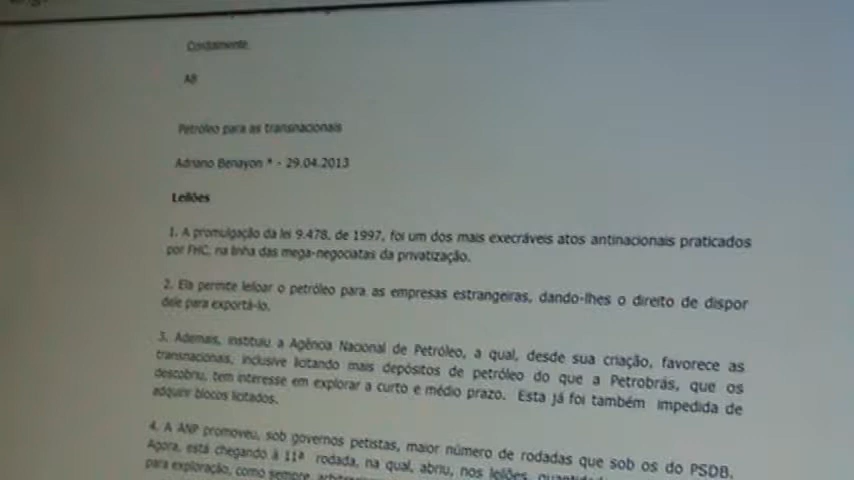 Cordialmente,
AB
Petróleo para as transnacionais
Adriano Benayon * - 29.04.2013
Leilões
1. A promulgação da lei 9.478, de 1997, foi um dos mais execráveis atos antinacionais praticados
por FHC, na linha das mega-negociatas da privatização.
2. Ela permite leiloar o petróleo para as empresas estrangeiras, dando-lhes o direito de dispor
dele para exportá-lo.
3. Ademais, instituiu a Agência Nacional de Petróleo, a qual, desde sua criação, favorece as
transnacionais, inclusive licitando mais depósitos de petróleo do que a Petrobrás, que os
descobriu, tem interesse em explorar a curto e médio prazo. Esta já foi também impedida de
adquirir blocos licitados.
4. A ANP promoveu, sob governos petistas, maior número de rodadas que sob os do PSDB.
Agora, está chegando à 11ª rodada, na qual, abriu, nos leilões, quantidade
para exploração, como sempre,